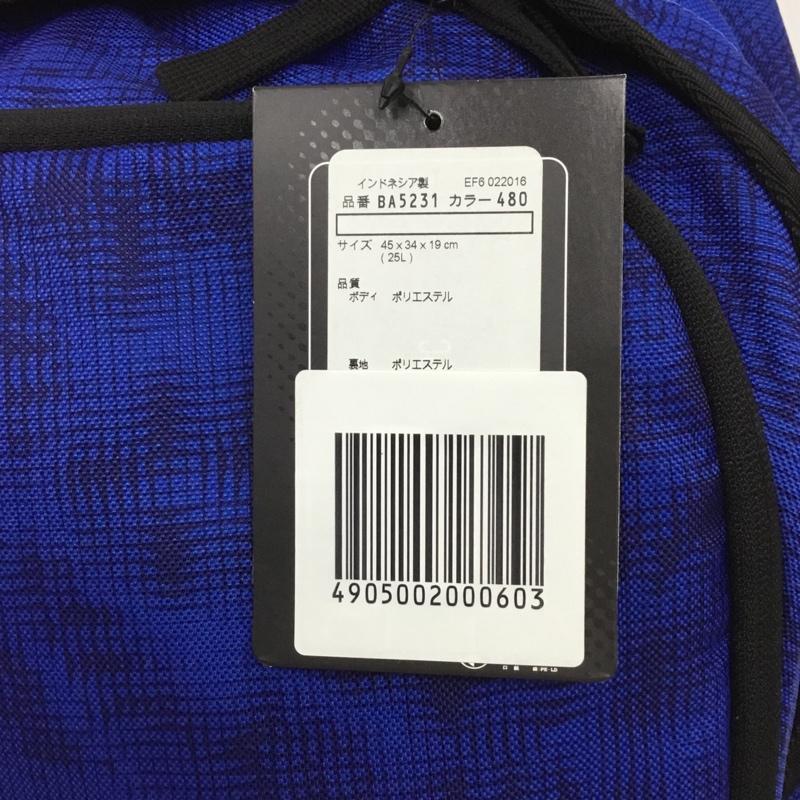 インドネシア製 EF6 022016
品番 BA5231 カラー 480
サイズ 45 x 34 x 19 cm
( 25L )
品質
ボディ ポリエステル
裏地 ポリエステル
4905002000603
PE-LD